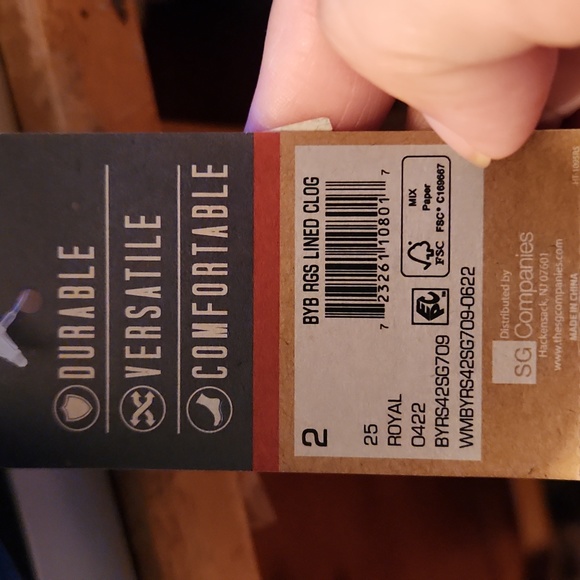 DURABLE
VERSATILE
COMFORTABLE
BYB RGS LINED CLOG
7 23261 10801 7
MIX
Paper
FSC FSC® C169667
2
25
ROYAL
0422
BYRS42SG709
WMBYRS42SG709-0622
Distributed by
SG Companies
Hackensack, NJ 07601
www.thesgcompanies.com
MADE IN CHINA